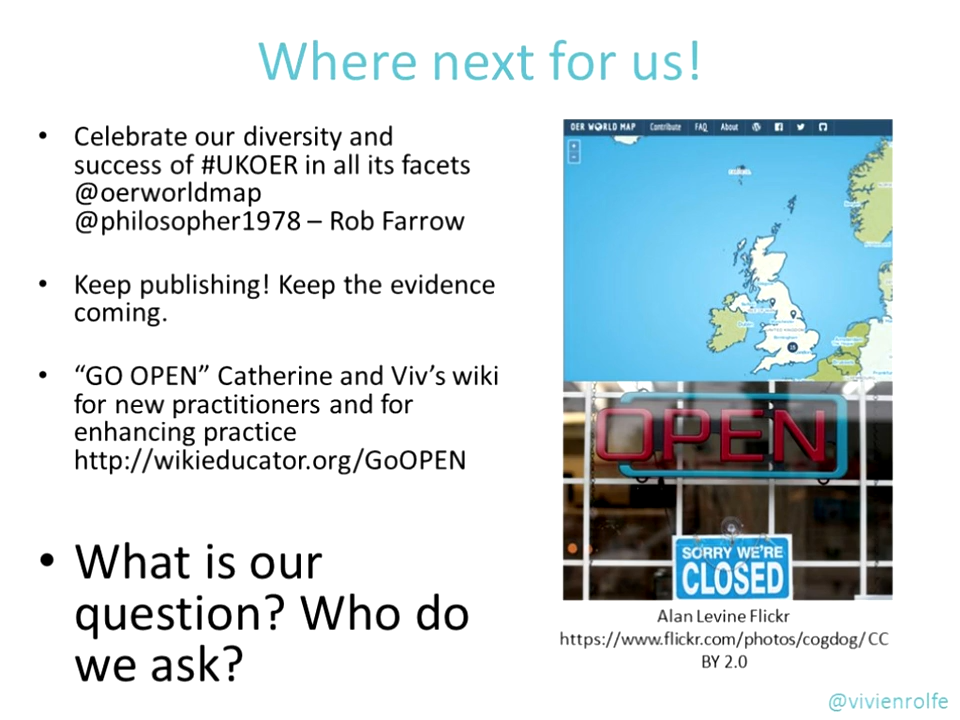 Where next for us!
• Celebrate our diversity and
success of #UKOER in all its facets
@oerworldmap
@philosopher1978 – Rob Farrow
• Keep publishing! Keep the evidence
coming.
• “GO OPEN” Catherine and Viv’s wiki
for new practitioners and for
enhancing practice
http://wikieducator.org/GoOPEN
• What is our
question? Who do
we ask?
OER WORLD MAP Contribute FAQ About
OPEN
SORRY WE'RE
CLOSED
Alan Levine Flickr
https://www.flickr.com/photos/cogdog/ CC
BY 2.0
@vivienrolfe